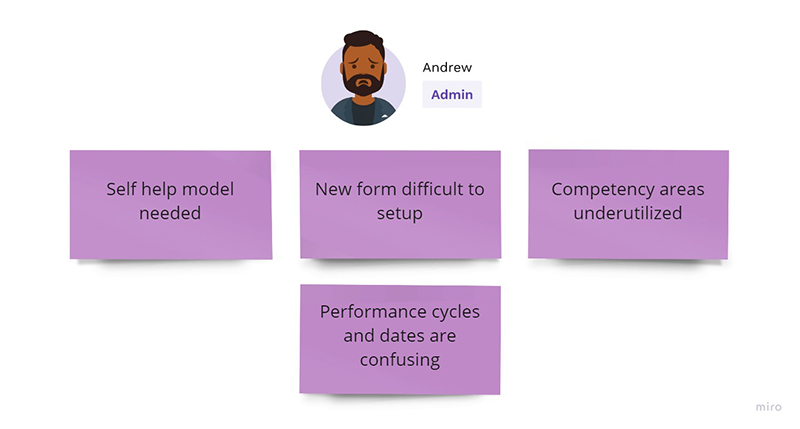 Andrew
Admin
Self help model
needed
New form difficult to
setup
Competency areas
underutilized
Performance cycles
and dates are
confusing
miro